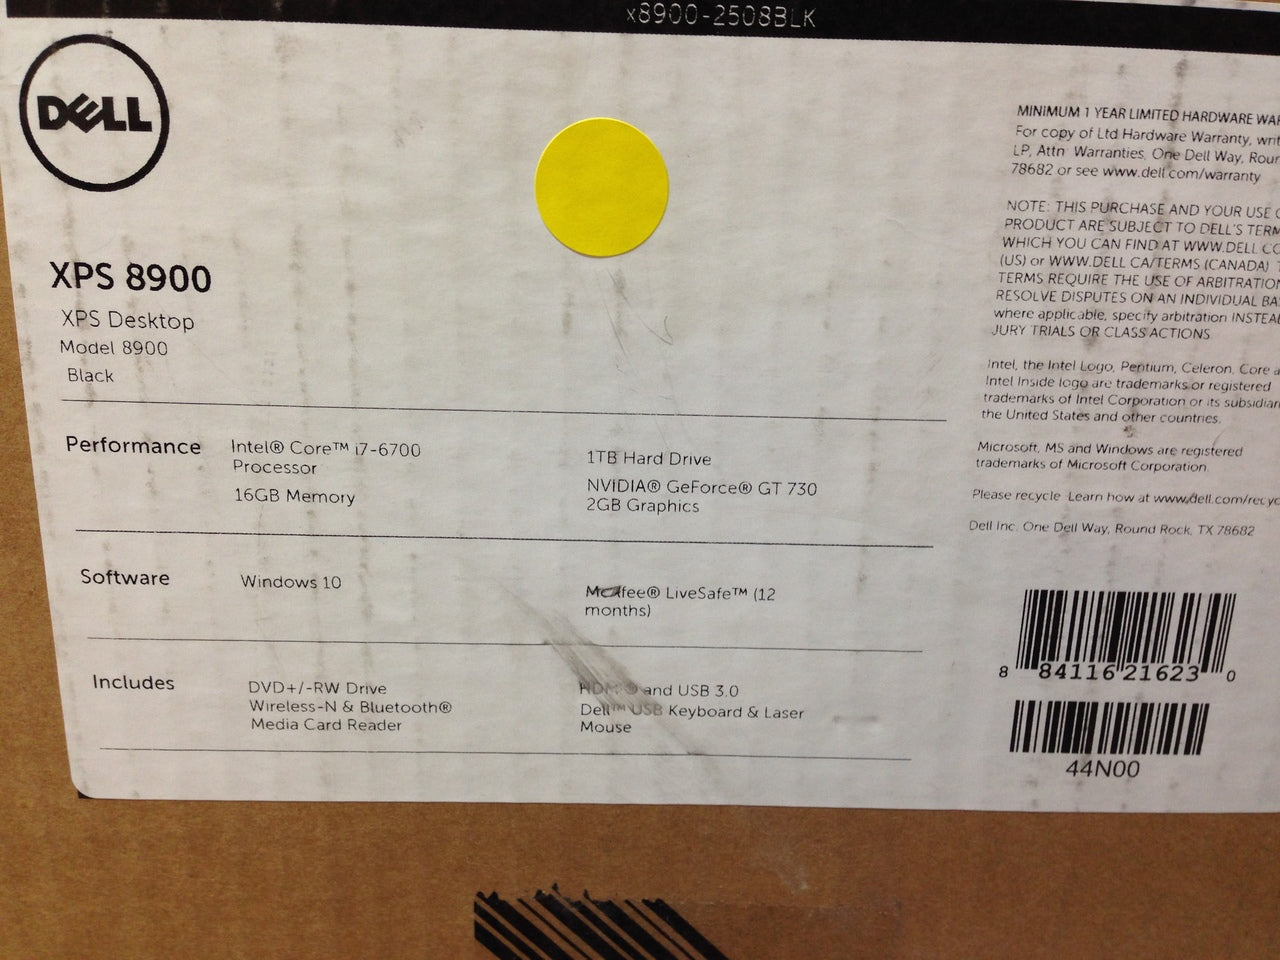 x8900-2508BLK
DELL
XPS 8900
XPS Desktop
Model 8900
Black
Performance
Intel® Core™ i7-6700
Processor
16GB Memory
1TB Hard Drive
NVIDIA® GeForce® GT 730
2GB Graphics
Software
Windows 10
McAfee® LiveSafe™ (12
months)
Includes
DVD+/-RW Drive
Wireless-N & Bluetooth®
Media Card Reader
HDMI® and USB 3.0
Dell™ USB Keyboard & Laser
Mouse
MINIMUM 1 YEAR LIMITED HARDWARE
For copy of Ltd Hardware Warranty,
LP, Attn Warranties, One Dell Way,
78682 or see www.dell.com/warranty
NOTE: THIS PURCHASE AND YOUR USE
PRODUCT ARE SUBJECT TO DELL'S
WHICH YOU CAN FIND AT WWW.DELL
(US) or WWW.DELL CA/TERMS (CANADA)
TERMS REQUIRE THE USE OF
RESOLVE DISPUTES ON AN INDIVIDUAL
where applicable, specify arbitration
JURY TRIALS OR CLASS ACTIONS
Intel, the Intel Logo, Pentium, Celeron, Core
Intel Inside logo are trademarks or registered
trademarks of Intel Corporation or its
the United States and other countries.
Microsoft, MS and Windows are registered
trademarks of Microsoft Corporation.
Please recycle Learn how at www.dell.com/recyc
Dell Inc. One Dell Way, Round Rock, TX 78682
8 84116 21623 0
44N00